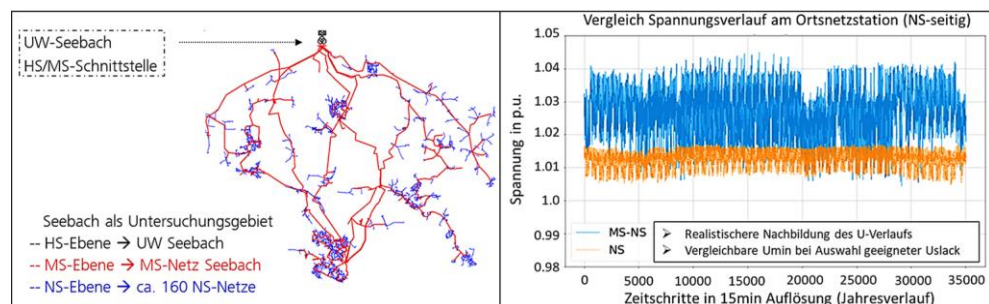 UW-Seebach
HS/MS-Schnittstelle
Seebach als Untersuchungsgebiet
-- HS-Ebene → UW Seebach
-- MS-Ebene → MS-Netz Seebach
-- NS-Ebene → ca. 160 NS-Netze
Vergleich Spannungsverlauf am Ortsnetzstation (NS-seitig)
Spannung in p.u.
1.05
1.04
1.03
1.02
1.01
1.0
0.99
0.98
MS-NS
NS
➢ Realistischere Nachbildung des U-Verlaufs
➢ Vergleichbare Umin bei Auswahl geeigneter Uslack
0 5000 10000 15000 20000 25000 30000 35000
Zeitschritte in 15min Auflösung (Jahresverlauf)